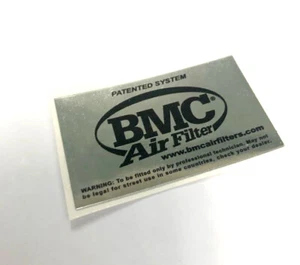 PATENTED SYSTEM
BMC®
Air Filter
www.bmcairfilters.com
WARNING: To be fitted only by professional technician. May not
be legal for street use in some countries, check your dealer.